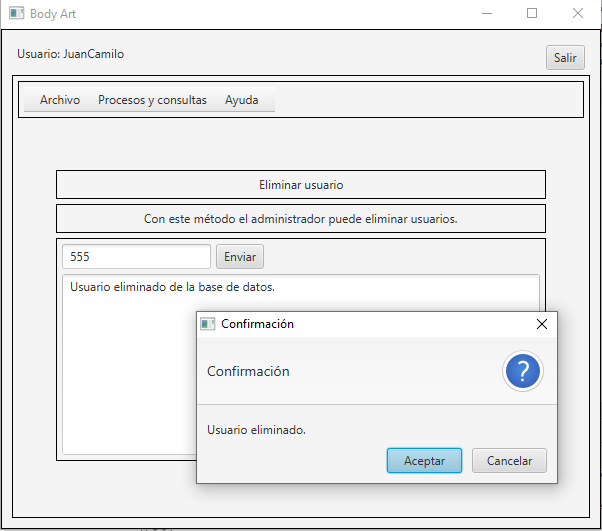 Body Art
Usuario: JuanCamilo
Salir
Archivo Procesos y consultas Ayuda
Eliminar usuario
Con este método el administrador puede eliminar usuarios.
555 Enviar
Usuario eliminado de la base de datos.
Confirmación
Confirmación
?
Usuario eliminado.
Aceptar Cancelar